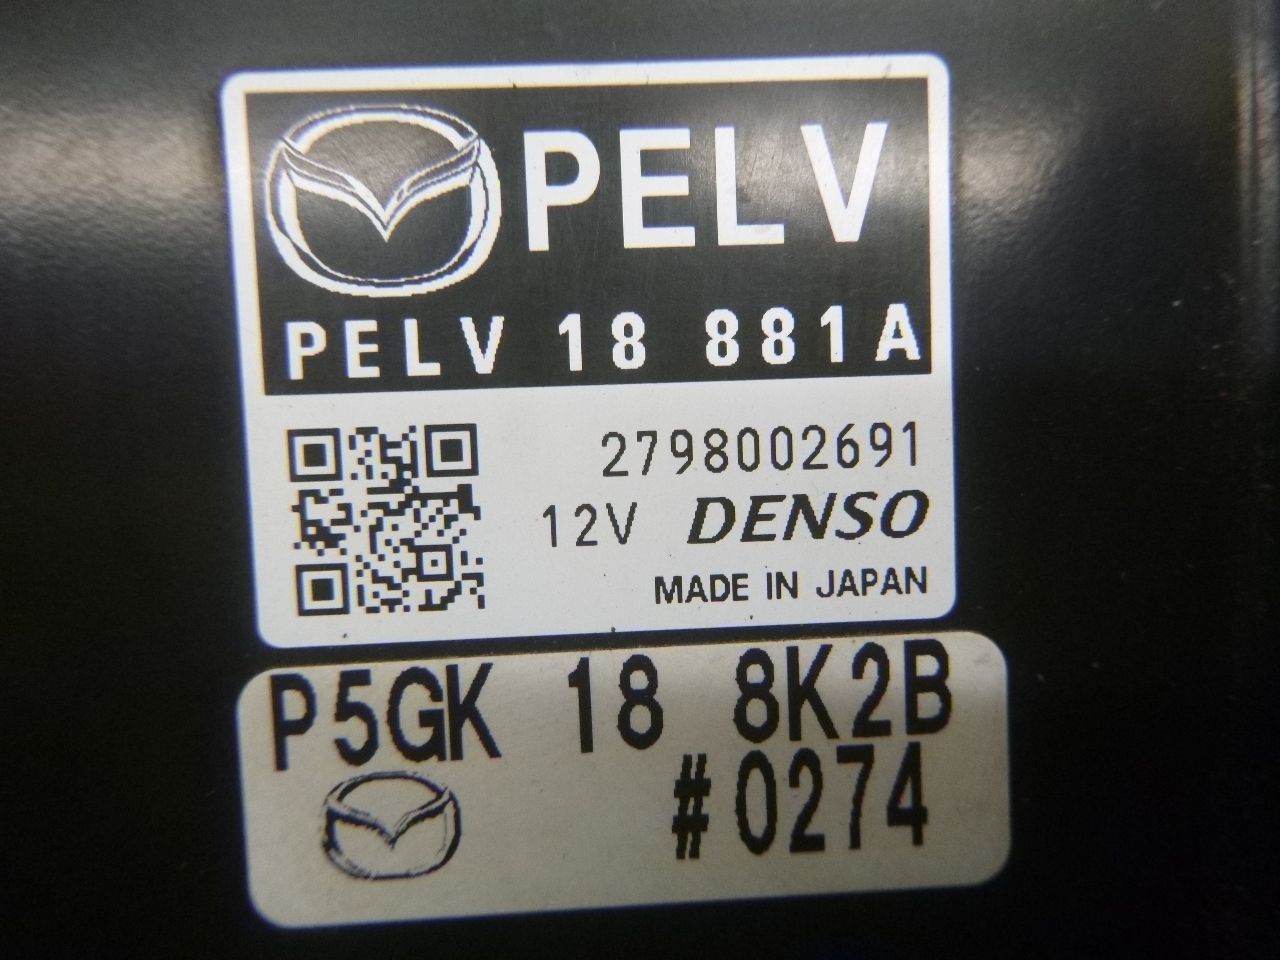 PELV
PELV 18 881A
2798002691
12V DENSO
MADE IN JAPAN
P5GK 18 8K2B
#0274